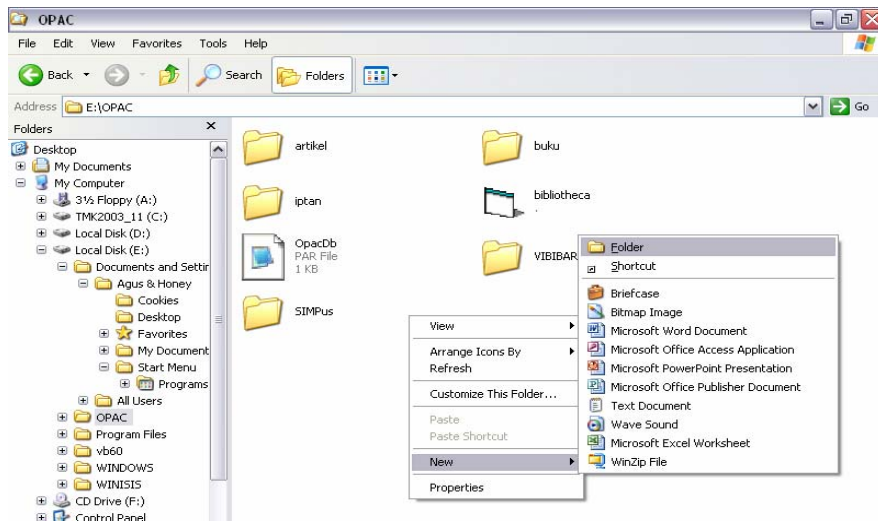 OPAC
File Edit View Favorites Tools Help
Back Search Folders
Address E:\OPAC Go
Folders
Desktop
My Documents
My Computer
3½ Floppy (A:)
TMK2003_11 (C:)
Local Disk (D:)
Local Disk (E:)
Documents and Settir
Agus & Honey
Cookies
Desktop
Favorites
My Document
Start Menu
Programs
All Users
OPAC
Program Files
vb60
WINDOWS
WINISIS
CD Drive (F:)
Control Panel
artikel
buku
iptan
bibliotheca
.
OpacDb
PAR File
1 KB
VIBIBAR
SIMPus
View
Arrange Icons By
Refresh
Customize This Folder...
Paste
Paste Shortcut
New
Properties
Folder
Shortcut
Briefcase
Bitmap Image
Microsoft Word Document
Microsoft Office Access Application
Microsoft PowerPoint Presentation
Microsoft Office Publisher Document
Text Document
Wave Sound
Microsoft Excel Worksheet
WinZip File